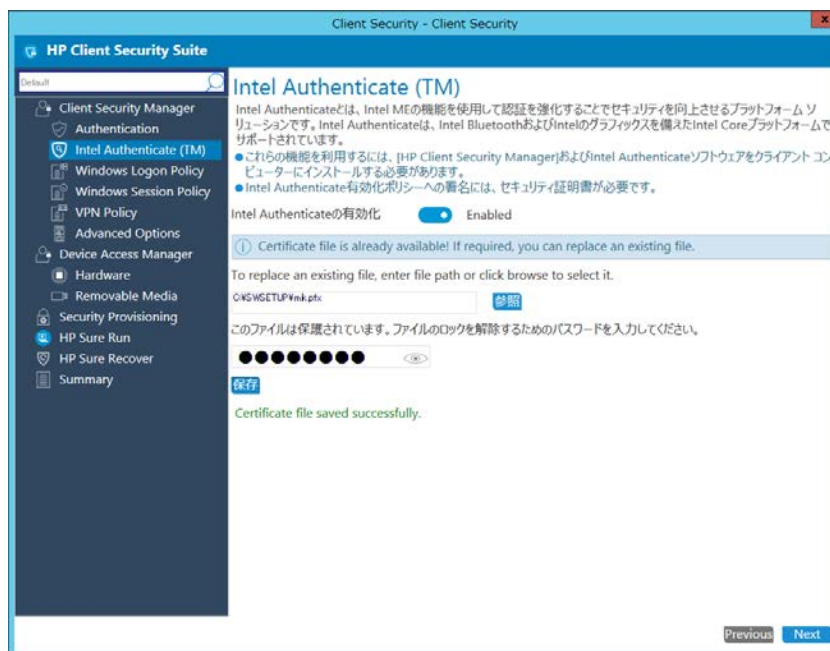 Client Security - Client Security
x
HP Client Security Suite
Default
Client Security Manager
Authentication
Intel Authenticate (TM)
Windows Logon Policy
Windows Session Policy
VPN Policy
Advanced Options
Device Access Manager
Hardware
Removable Media
Security Provisioning
HP Sure Run
HP Sure Recover
Summary
Intel Authenticate (TM)
Intel Authenticateとは、Intel MEの機能を使用して認証を強化することでセキュリティを向上させるプラットフォーム ソ
リューションです。Intel Authenticateは、Intel BluetoothおよびIntelのグラフィックスを備えたIntel Coreプラットフォームで
サポートされています。
●これらの機能を利用するには、[HP Client Security Manager]およびIntel Authenticateソフトウェアをクライアント コン
ピューターにインストールする必要があります。
●Intel Authenticate有効化ポリシーへの署名には、セキュリティ証明書が必要です。
Intel Authenticateの有効化 Enabled
Certificate file is already available! If required, you can replace an existing file.
To replace an existing file, enter file path or click browse to select it.
C:¥SWSETUP¥mik.pfx 参照
このファイルは保護されています。ファイルのロックを解除するためのパスワードを入力してください。
●●●●●●●●
保存
Certificate file saved successfully.
Previous Next